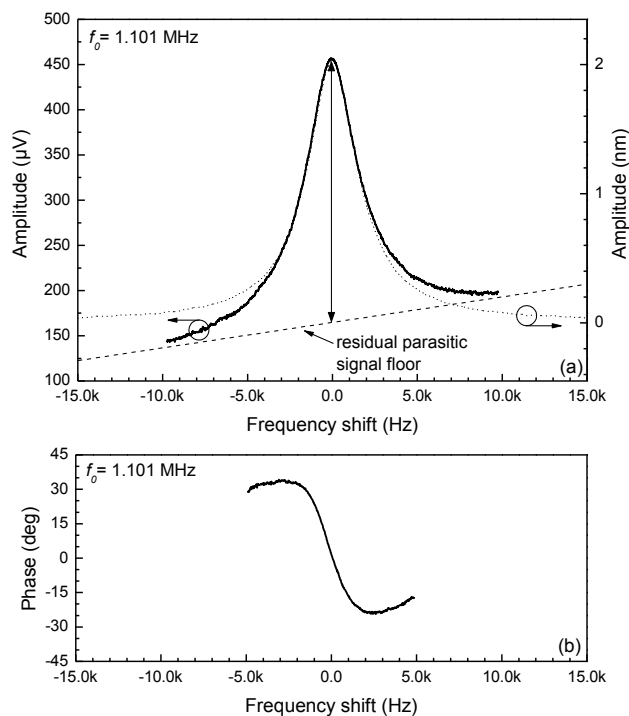 f0= 1.101 MHz
500
450
400
350
300
250
200
150
100
Amplitude (µV)
2
1
0
Amplitude (nm)
residual parasitic
signal floor
(a)
-15.0k -10.0k -5.0k 0.0 5.0k 10.0k 15.0k
Frequency shift (Hz)
f0= 1.101 MHz
45
30
15
0
-15
-30
-45
Phase (deg)
(b)
-15.0k -10.0k -5.0k 0.0 5.0k 10.0k 15.0k
Frequency shift (Hz)